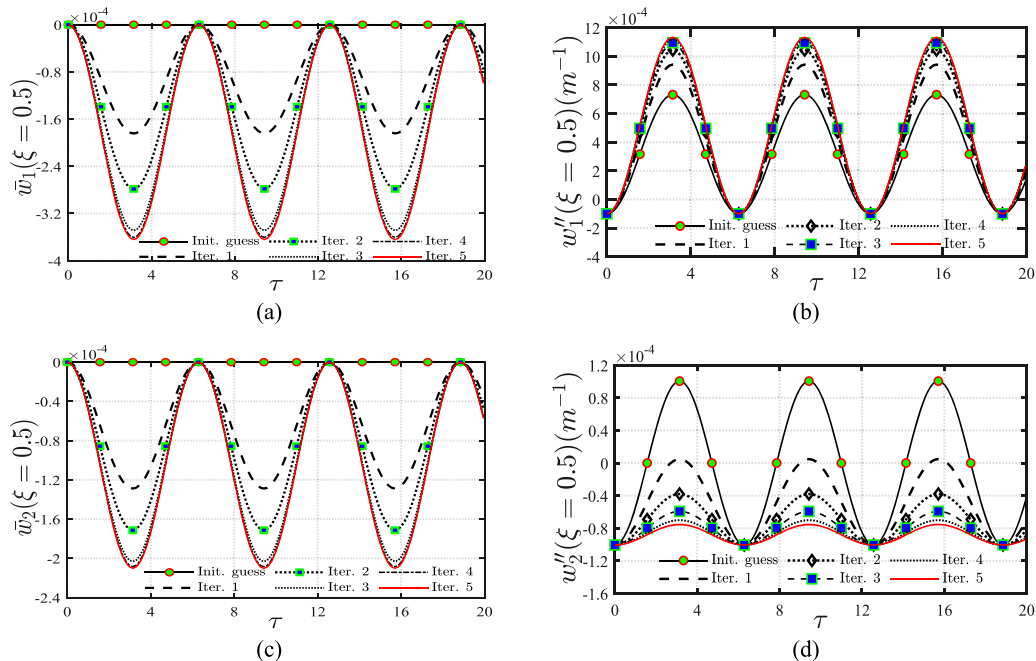 ×10⁻⁴
0
-0.8
-1.6
-2.4
-3.2
-4
w̄₁(ξ = 0.5)
Init. guess Iter. 2 Iter. 4
Iter. 1 Iter. 3 Iter. 5
0 4 8 12 16 20
τ
(a)
×10⁻⁴
12
10
8
6
4
2
0
-2
-4
w₁″(ξ = 0.5)(m⁻¹)
Init. guess Iter. 2 Iter. 4
Iter. 1 Iter. 3 Iter. 5
0 4 8 12 16 20
τ
(b)
×10⁻⁴
0
-0.4
-0.8
-1.2
-1.6
-2
-2.4
w̄₂(ξ = 0.5)
Init. guess Iter. 2 Iter. 4
Iter. 1 Iter. 3 Iter. 5
0 4 8 12 16 20
τ
(c)
×10⁻⁴
1.2
0.8
0.4
0
-0.4
-0.8
-1.2
-1.6
w₂″(ξ = 0.5)(m⁻¹)
Init. guess Iter. 2 Iter. 4
Iter. 1 Iter. 3 Iter. 5
0 4 8 12 16 20
τ
(d)